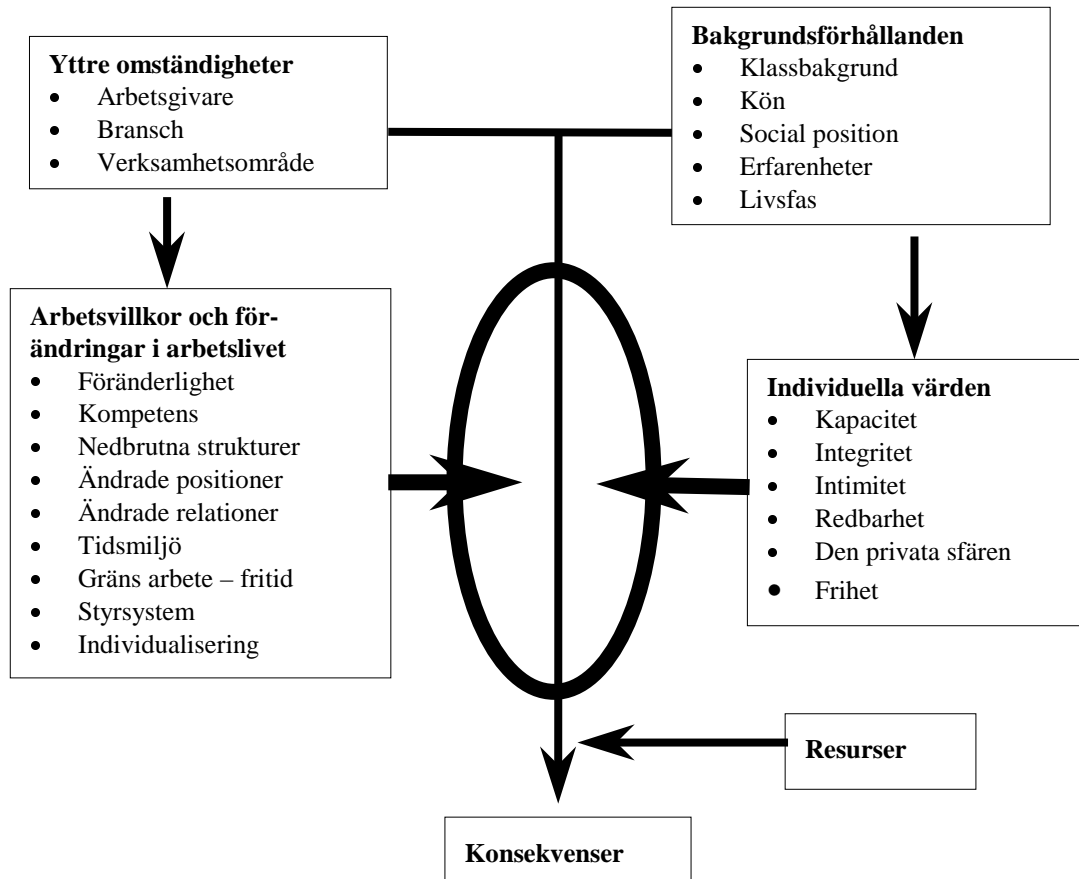 Yttre omständigheter
• Arbetsgivare
• Bransch
• Verksamhetsområde
Bakgrundsförhållanden
• Klassbakgrund
• Kön
• Social position
• Erfarenheter
• Livsfas
Arbetsvillkor och för-
ändringar i arbetslivet
• Föränderlighet
• Kompetens
• Nedbrutna strukturer
• Ändrade positioner
• Ändrade relationer
• Tidsmiljö
• Gräns arbete – fritid
• Styrsystem
• Individualisering
Individuella värden
• Kapacitet
• Integritet
• Intimitet
• Redbarhet
• Den privata sfären
• Frihet
Resurser
Konsekvenser